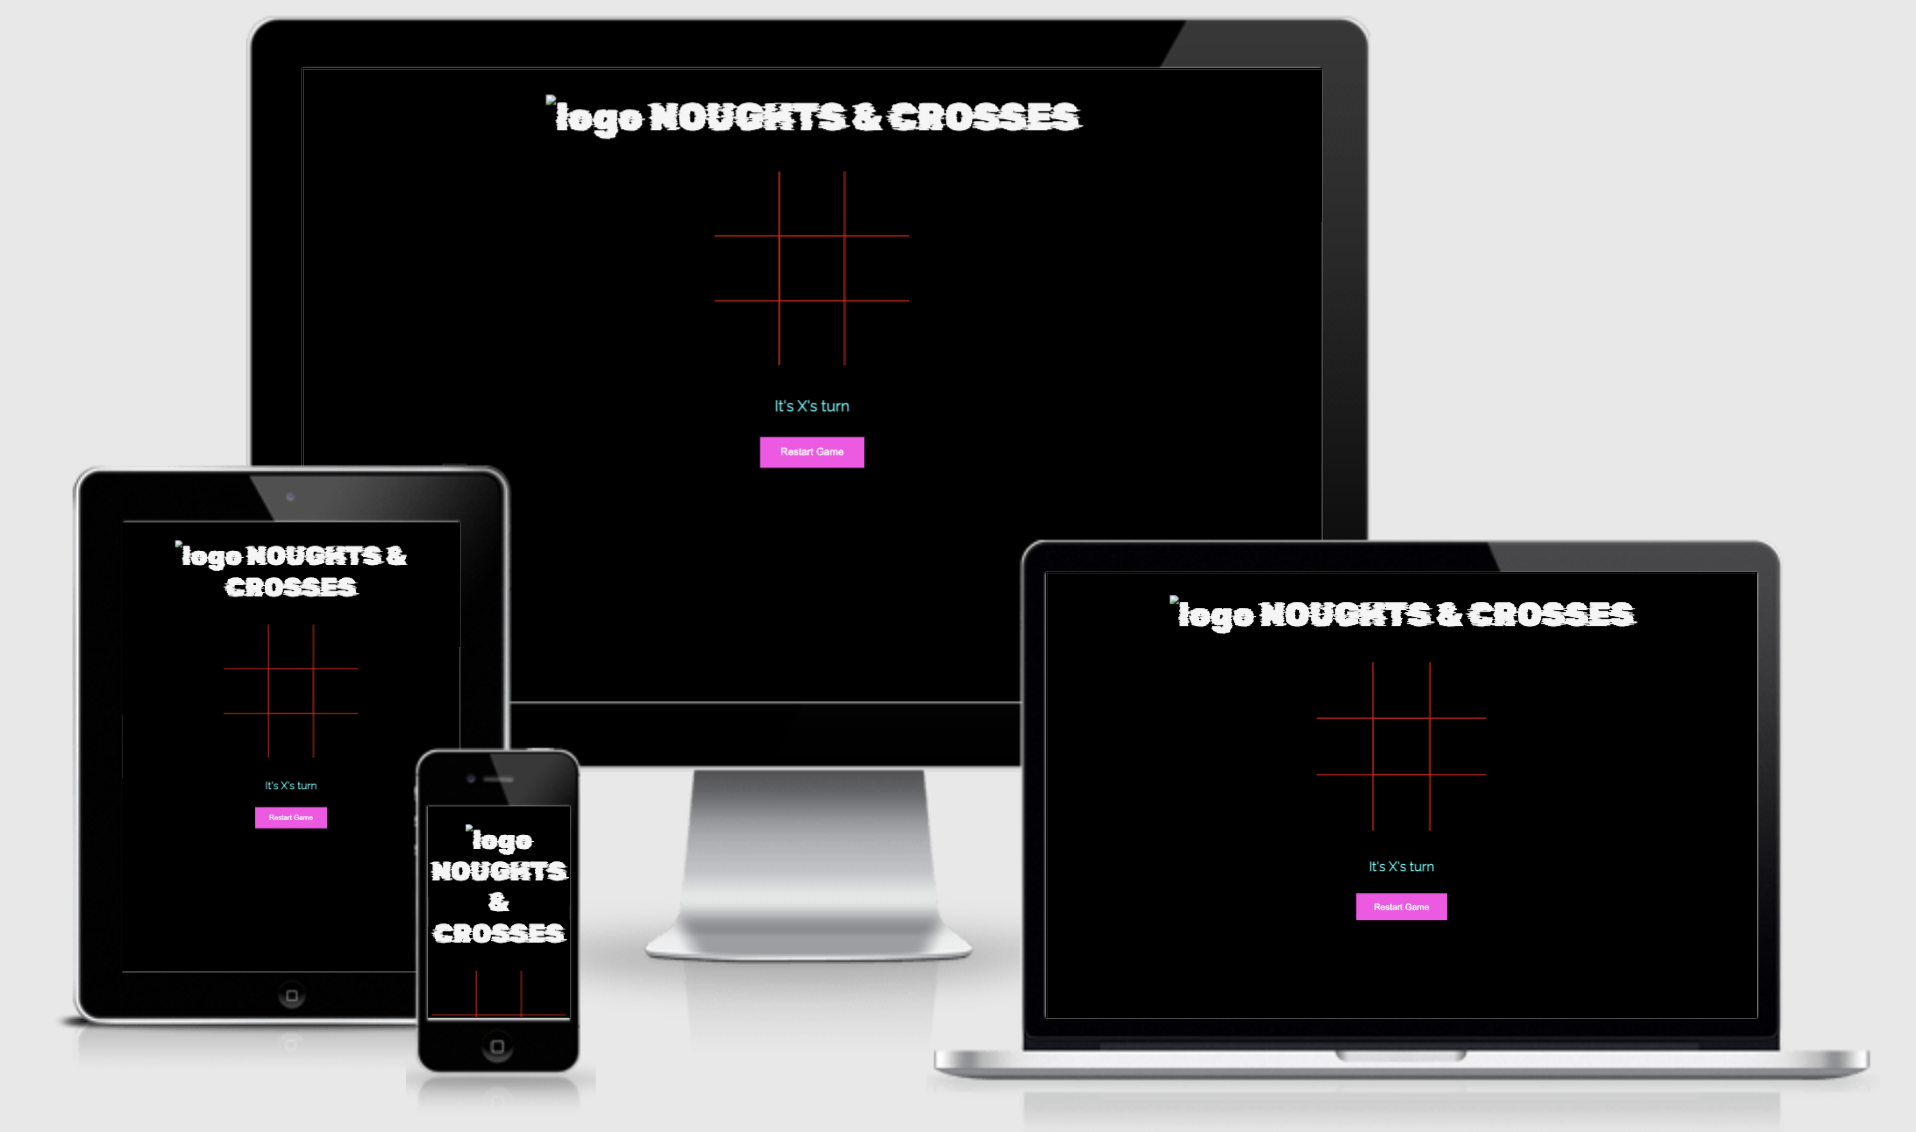 logo NOUGHTS & CROSSES
It's X's turn
Restart Game
logo NOUGHTS &
CROSSES
It's X's turn
Restart Game
logo
NOUGHTS
&
CROSSES
logo NOUGHTS & CROSSES
It's X's turn
Restart Game